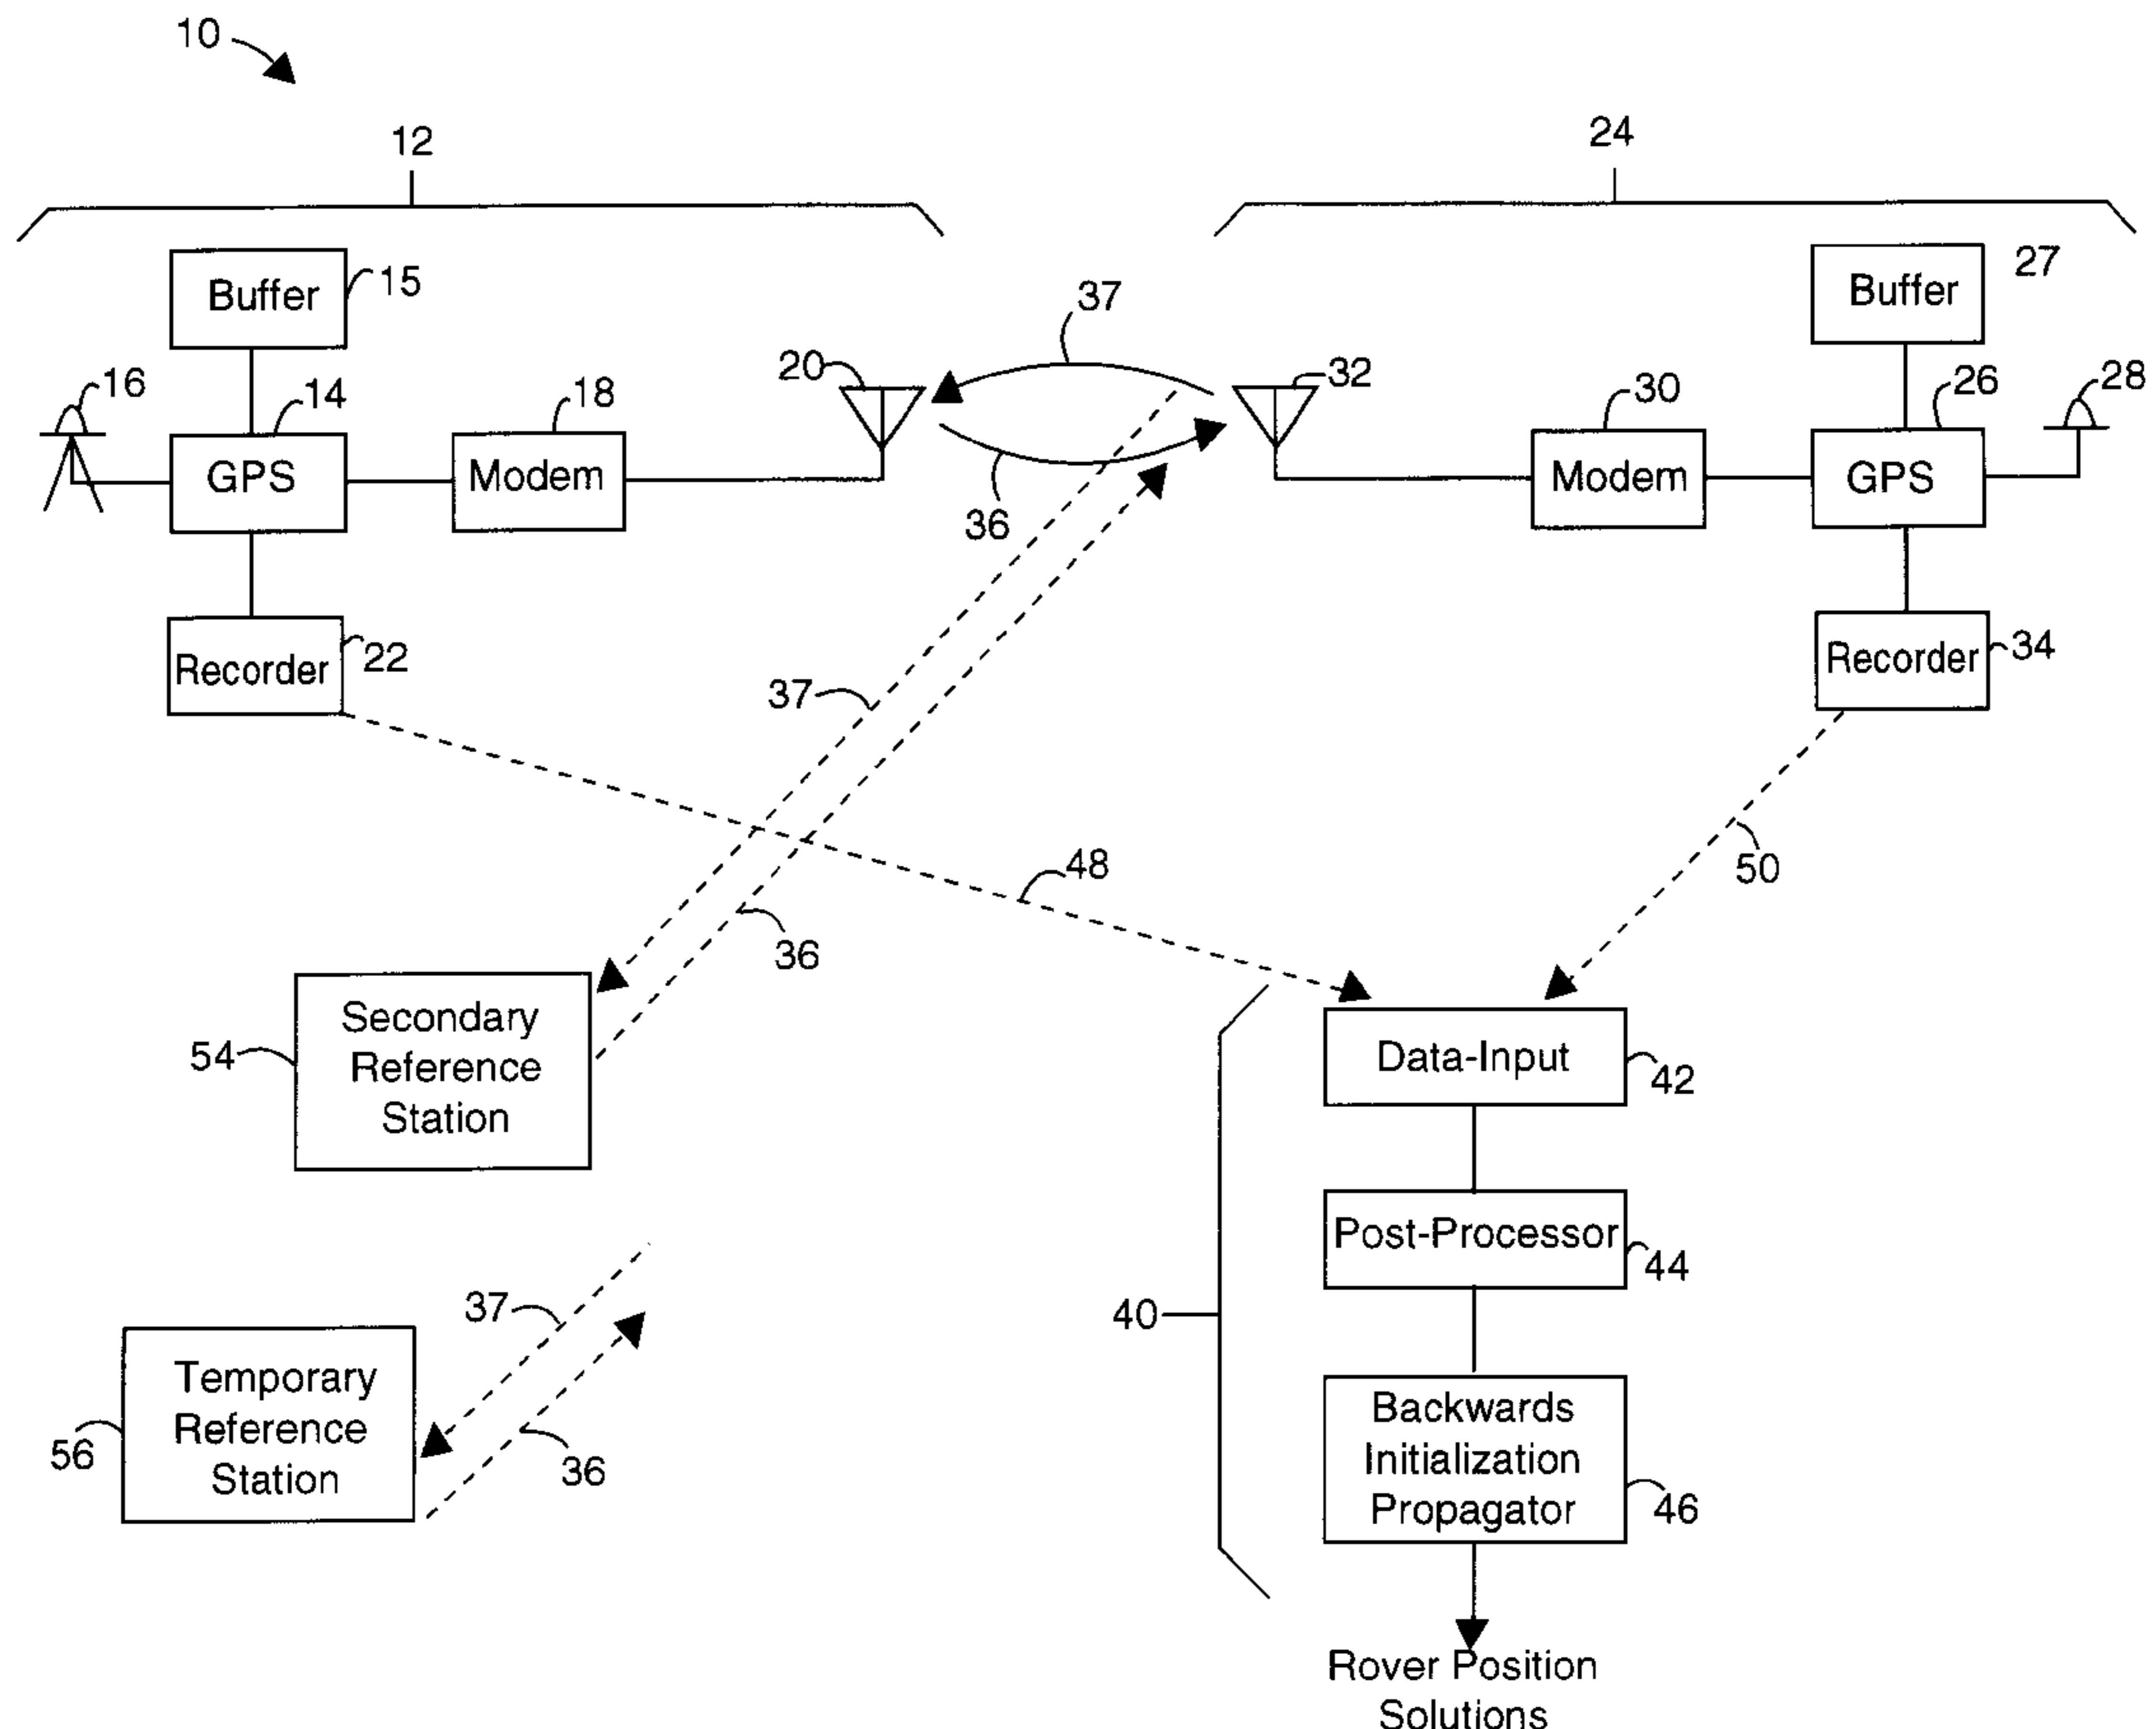 10
12
24
Buffer
15
Buffer
27
37
16
14
18
20
32
30
26
28
GPS
Modem
36
Modem
GPS
Recorder
22
Recorder
34
37
48
50
36
Secondary
Reference
Station
54
Data-Input
42
Post-Processor
44
37
40
Temporary
Reference
Station
56
36
Backwards
Initialization
Propagator
46
Rover Position
Solutions